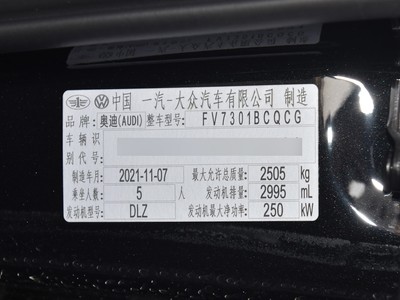 中国 一汽-大众汽车有限公司 制造
品牌:奥迪(AUDI) 整车型号: FV7301BCQCG
车辆识
别代号:
制造年月 2021-11-07 最大允许总质量: 2505 kg
乘坐人数 5 人 发动机排量: 2995 mL
发动机型号: DLZ 发动机最大净功率: 250 kW